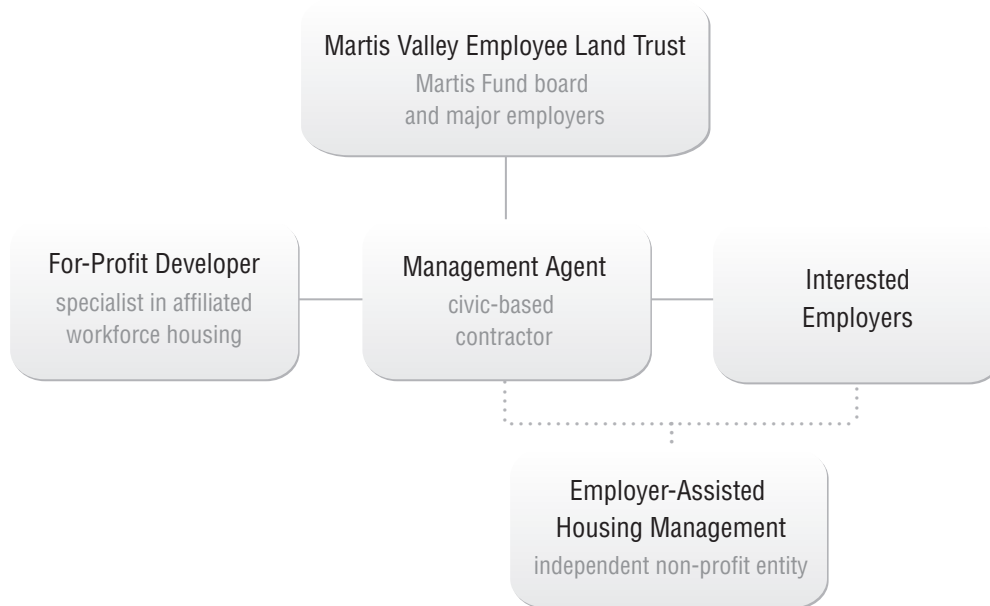 Martis Valley Employee Land Trust
Martis Fund board
and major employers
For-Profit Developer
specialist in affiliated
workforce housing
Management Agent
civic-based
contractor
Interested
Employers
Employer-Assisted
Housing Management
independent non-profit entity